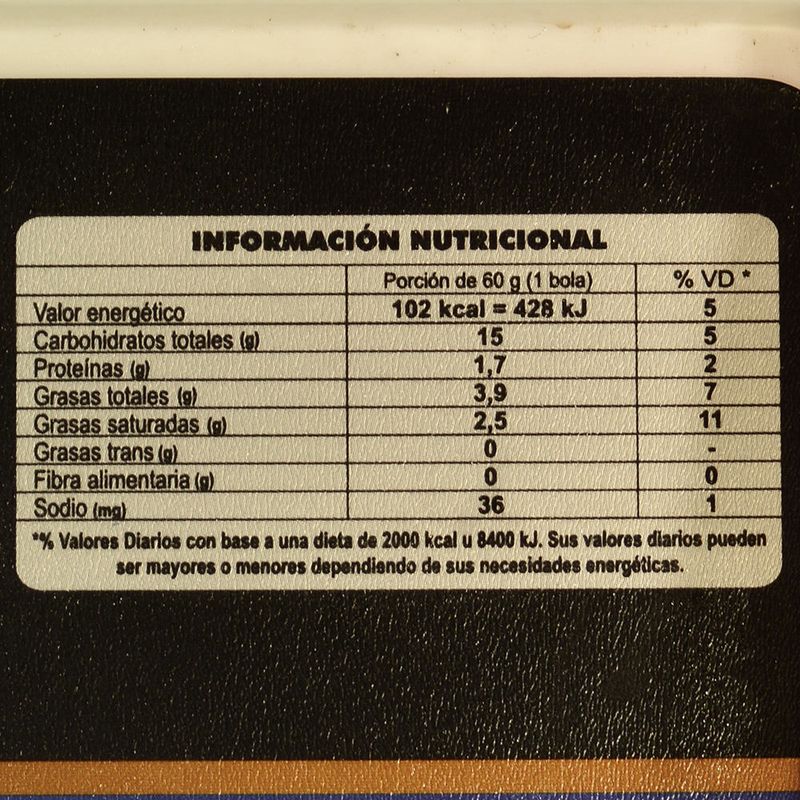 INFORMACIÓN NUTRICIONAL
Porción de 60 g (1 bola) % VD *
Valor energético 102 kcal = 428 kJ 5
Carbohidratos totales (g) 15 5
Proteínas (g) 1,7 2
Grasas totales (g) 3,9 7
Grasas saturadas (g) 2,5 11
Grasas trans (g) 0 -
Fibra alimentaria (g) 0 0
Sodio (mg) 36 1
*% Valores Diarios con base a una dieta de 2000 kcal u 8400 kJ. Sus valores diarios pueden
ser mayores o menores dependiendo de sus necesidades energéticas.